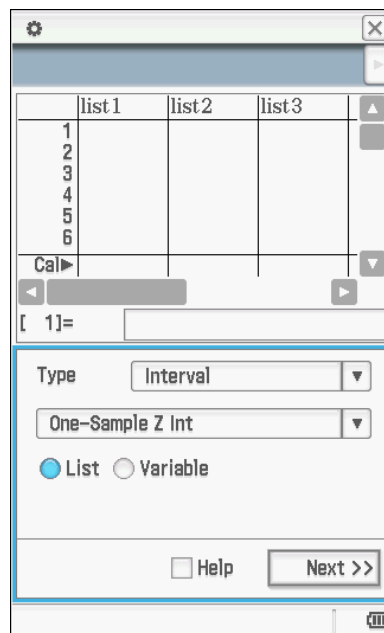 list1 list2 list3
1
2
3
4
5
6
Cal▶
[ 1]=
Type Interval
One-Sample Z Int
List Variable
Help Next >>